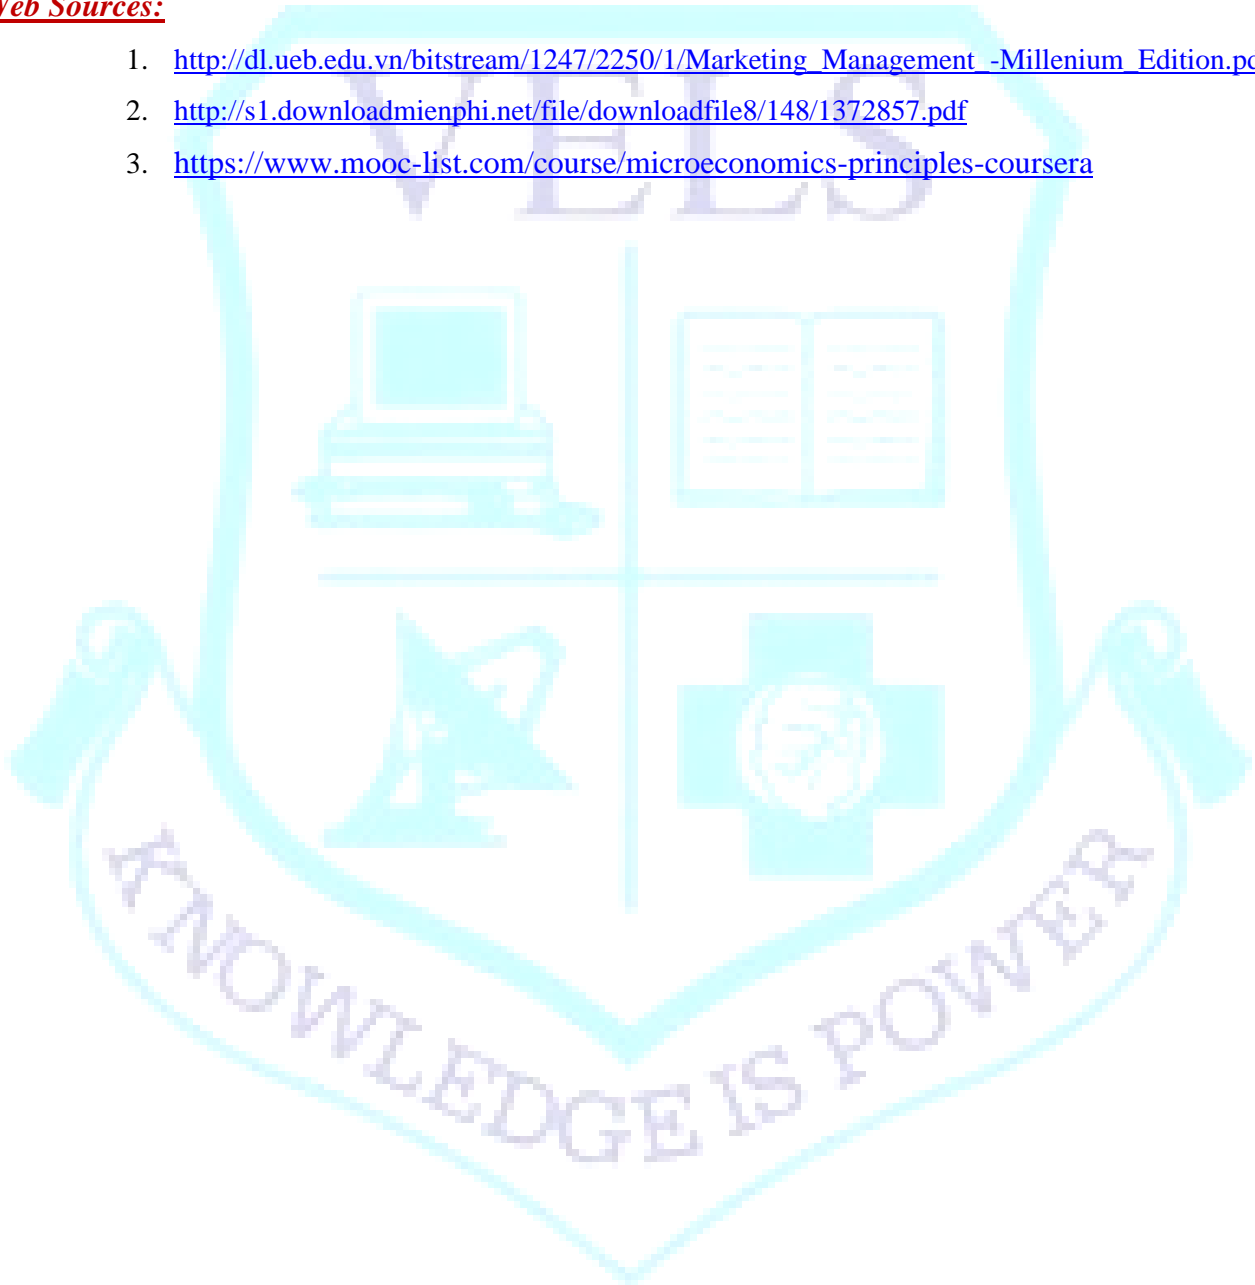 Web Sources:
1. http://dl.ueb.edu.vn/bitstream/1247/2250/1/Marketing_Management_-Millenium_Edition.pd
2. http://s1.downloadmienphi.net/file/downloadfile8/148/1372857.pdf
3. https://www.mooc-list.com/course/microeconomics-principles-coursera
VELS
KNOWLEDGE IS POWER